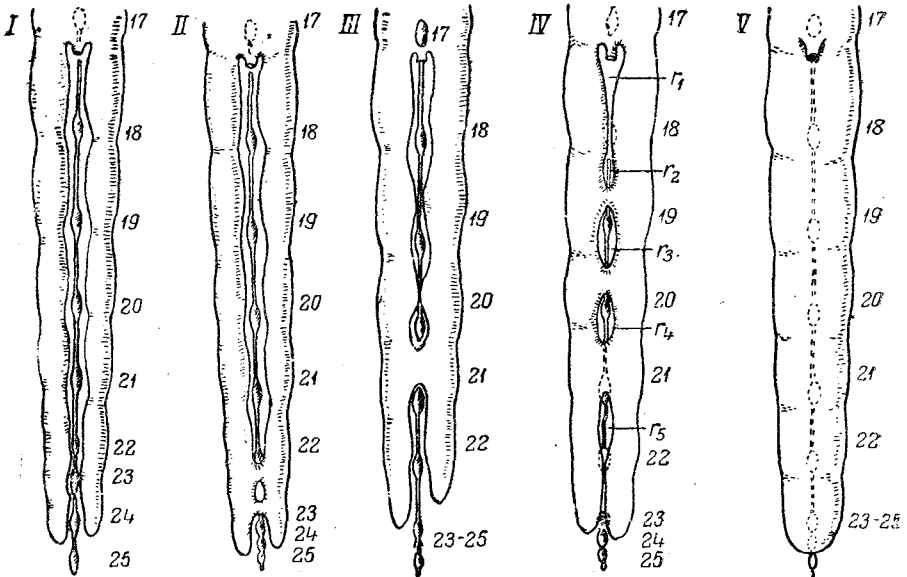 I 17 II 17 III 17 IV 17 V 17
r1
18 18 18 18 18
r2
19 19 19 19 19
r3.
20 20 20 20 20
r4
21 21 21 21 21
r5
22 22 22 22 22
23 23 23
24 24 23-25 24 23-25
25 25 25